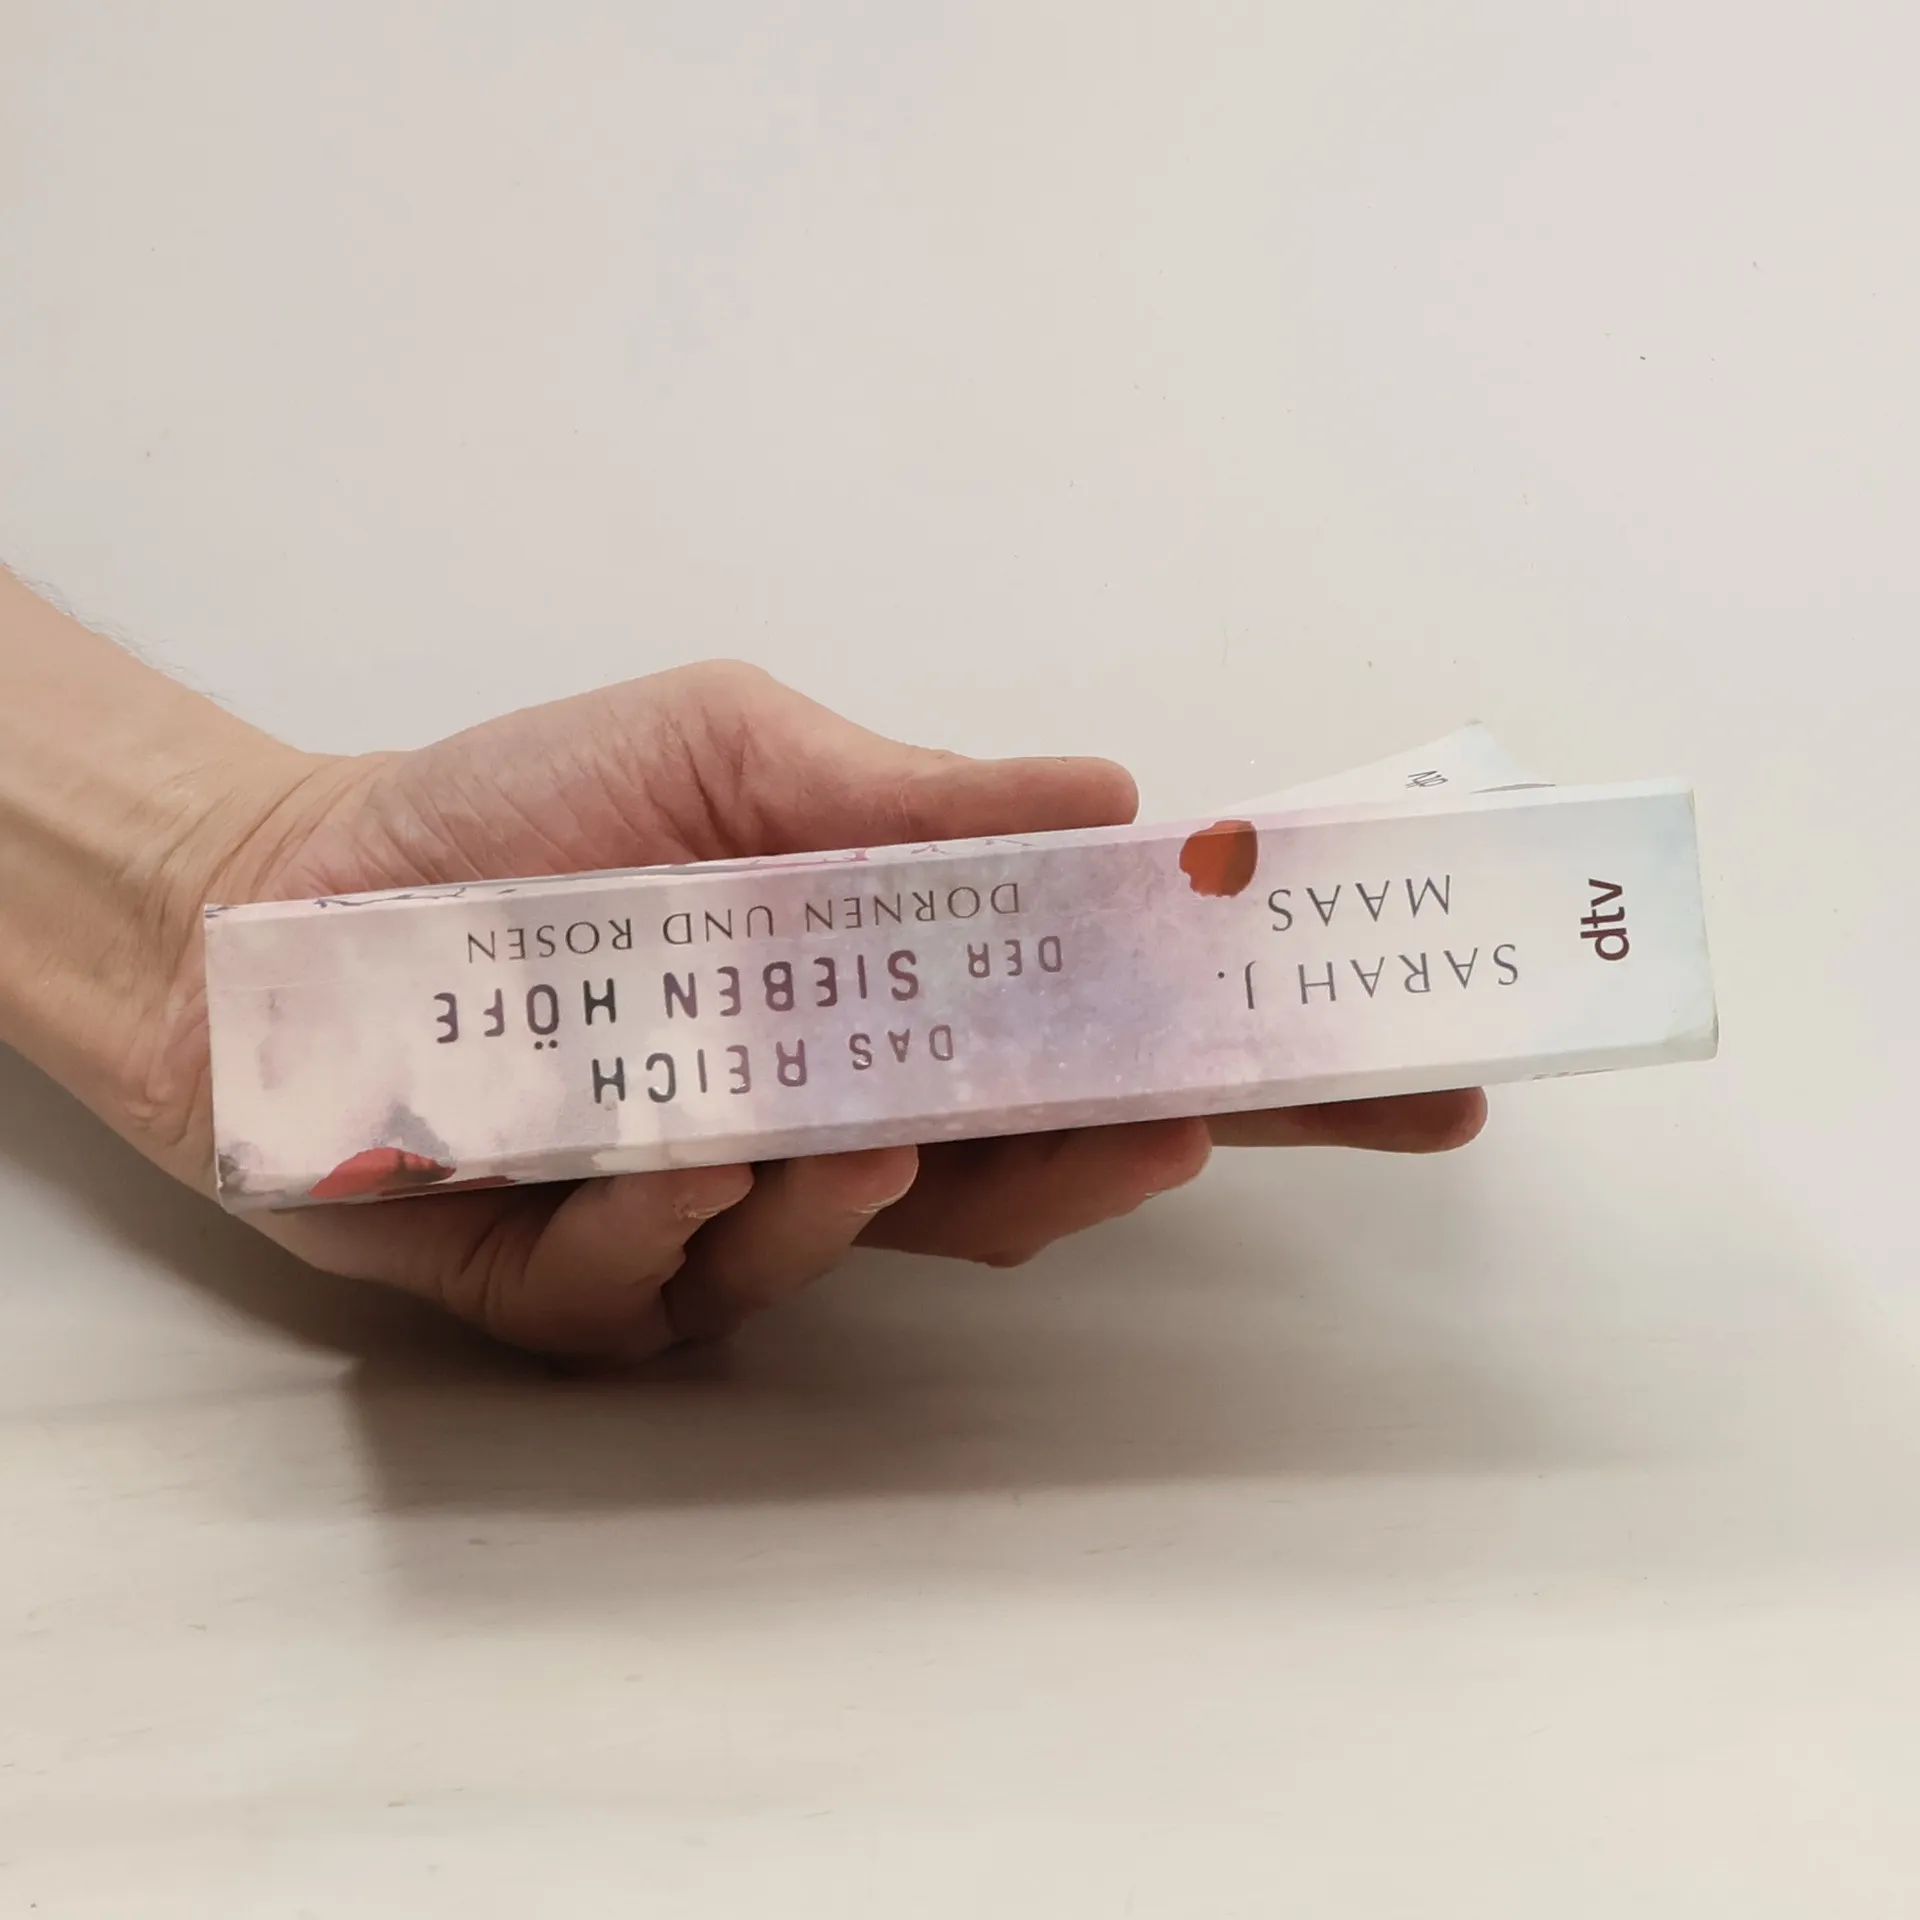 SARAH J.
MAAS
DAS REICH
DER SIEBEN HÖFE
DORNEN UND ROSEN
dtv